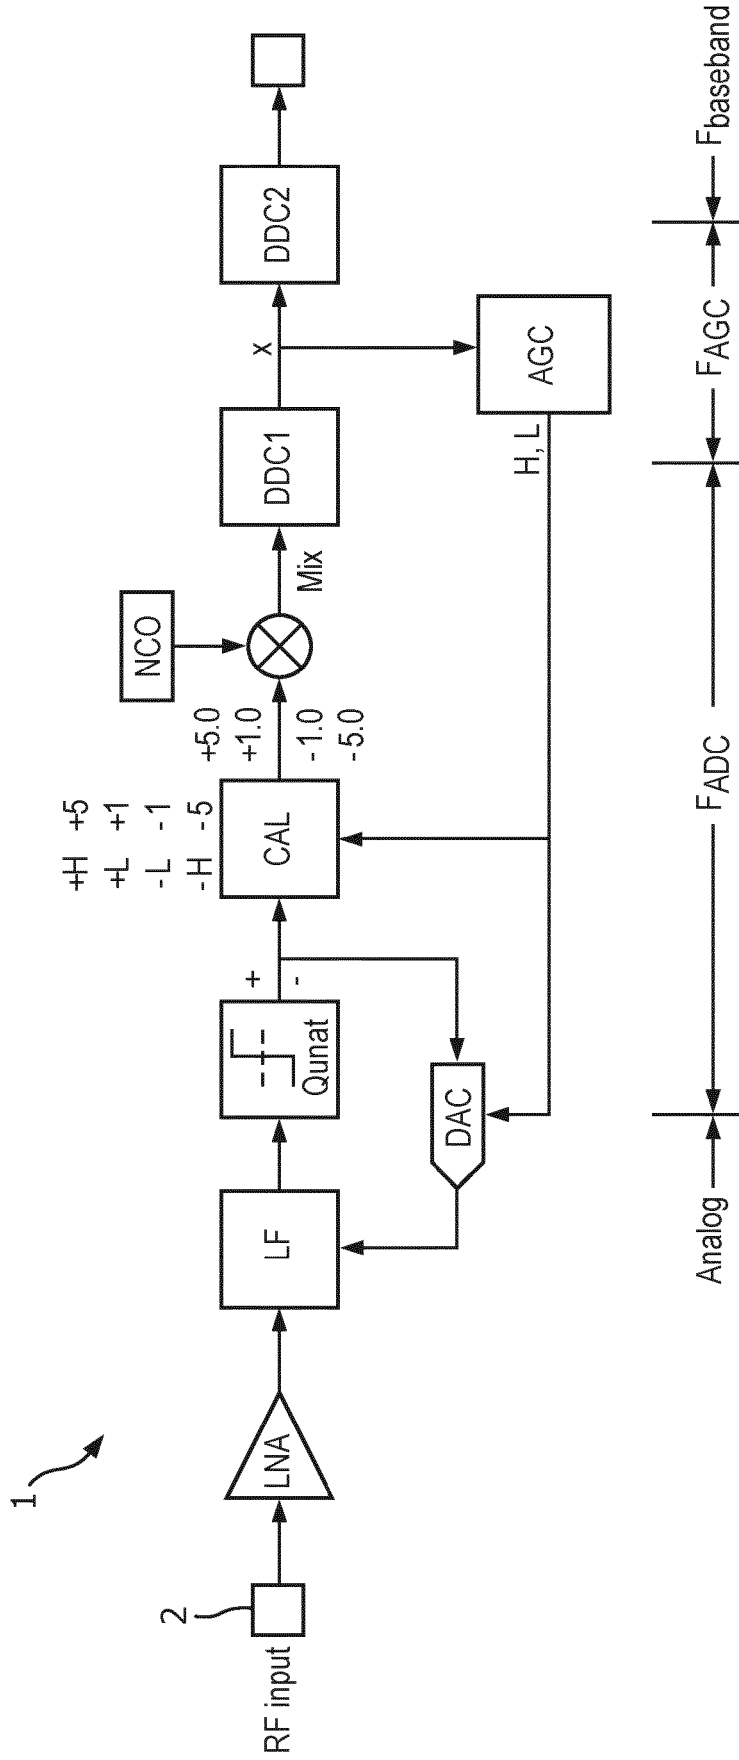 1
2
RF input
LNA
LF
Qunat
+
-
DAC
+H +5
+L +1
- L - 1
- H - 5
CAL
+5.0
+1.0
- 1.0
- 5.0
NCO
Mix
DDC1
x
DDC2
H, L
AGC
Analog
FADC
FAGC
Fbaseband